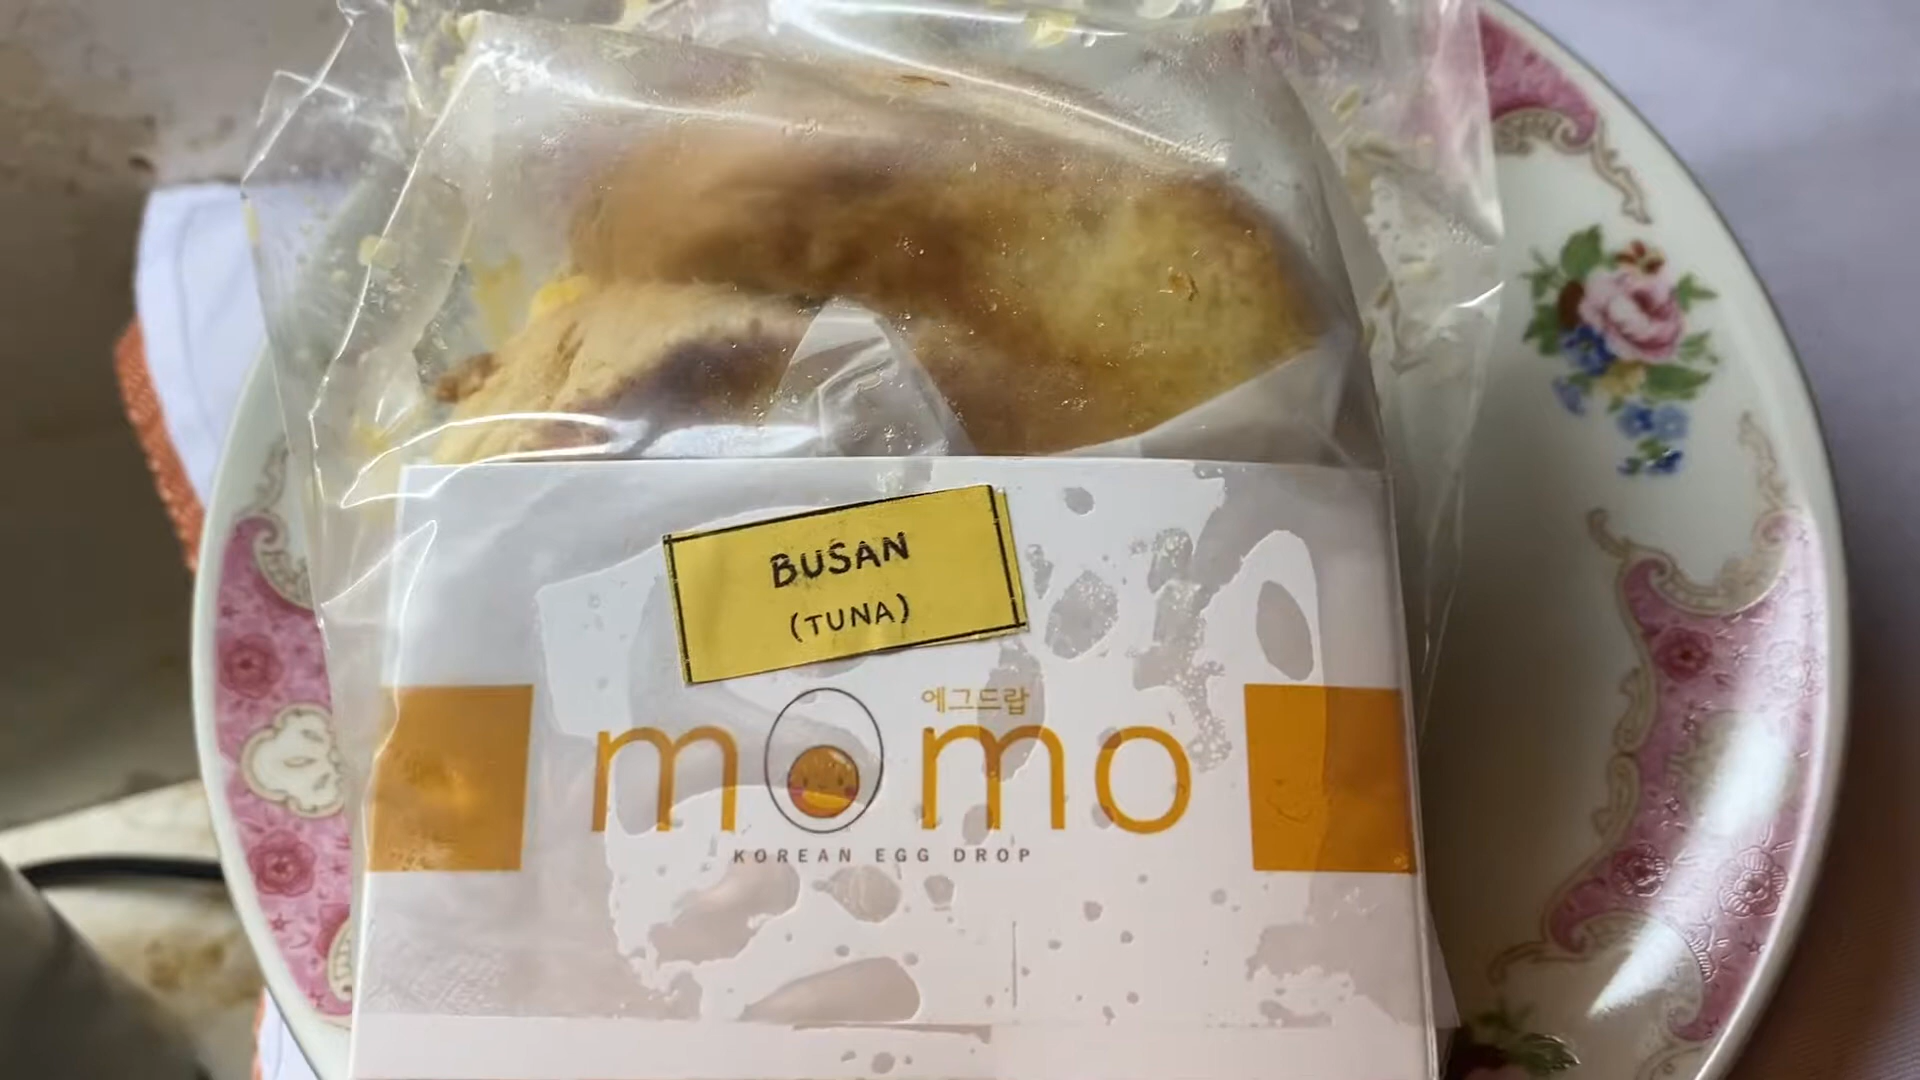 BUSAN
(TUNA)
에그드랍
momo
KOREAN EGG DROP